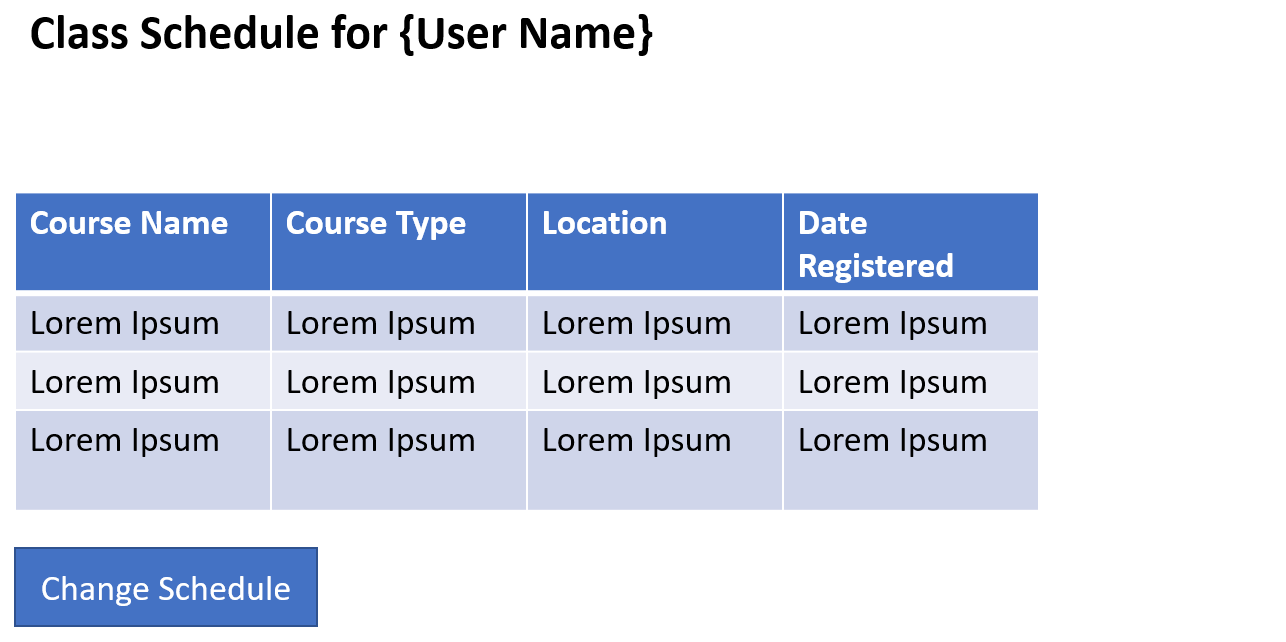 Class Schedule for {User Name}
Course Name Course Type Location Date Registered
Lorem Ipsum Lorem Ipsum Lorem Ipsum Lorem Ipsum
Lorem Ipsum Lorem Ipsum Lorem Ipsum Lorem Ipsum
Lorem Ipsum Lorem Ipsum Lorem Ipsum Lorem Ipsum
Change Schedule